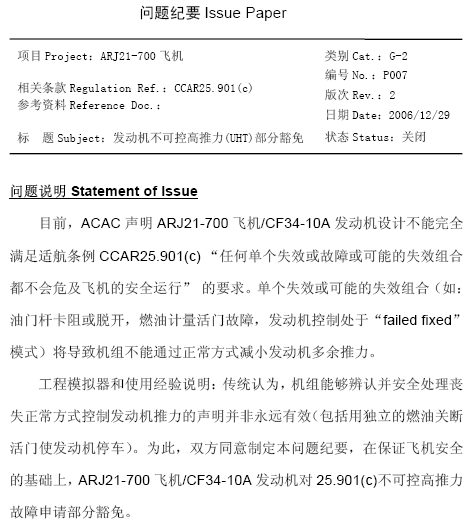 问题纪要 Issue Paper
项目 Project: ARJ21-700 飞机
类别 Cat.: G-2
编号 No.: P007
相关条款 Regulation Ref.: CCAR25.901(c)
版次 Rev.: 2
参考资料 Reference Doc.:
日期 Date: 2006/12/29
标 题 Subject: 发动机不可控高推力(UHT)部分豁免
状态 Status: 关闭
问题说明 Statement of Issue
目前，ACAC 声明 ARJ21-700 飞机/CF34-10A 发动机设计不能完全
满足适航条例 CCAR25.901(c) “任何单个失效或故障或可能的失效组合
都不会危及飞机的安全运行” 的要求。单个失效或可能的失效组合（如:
油门杆卡阻或脱开，燃油计量活门故障，发动机控制处于“failed fixed”
模式）将导致机组不能通过正常方式减小发动机多余推力。
工程模拟器和使用经验说明：传统认为，机组能够辨认并安全处理丧
失正常方式控制发动机推力的声明并非永远有效（包括用独立的燃油关断
活门使发动机停车）。为此，双方同意制定本问题纪要，在保证飞机安全
的基础上，ARJ21-700 飞机/CF34-10A 发动机对 25.901(c)不可控高推力
故障申请部分豁免。